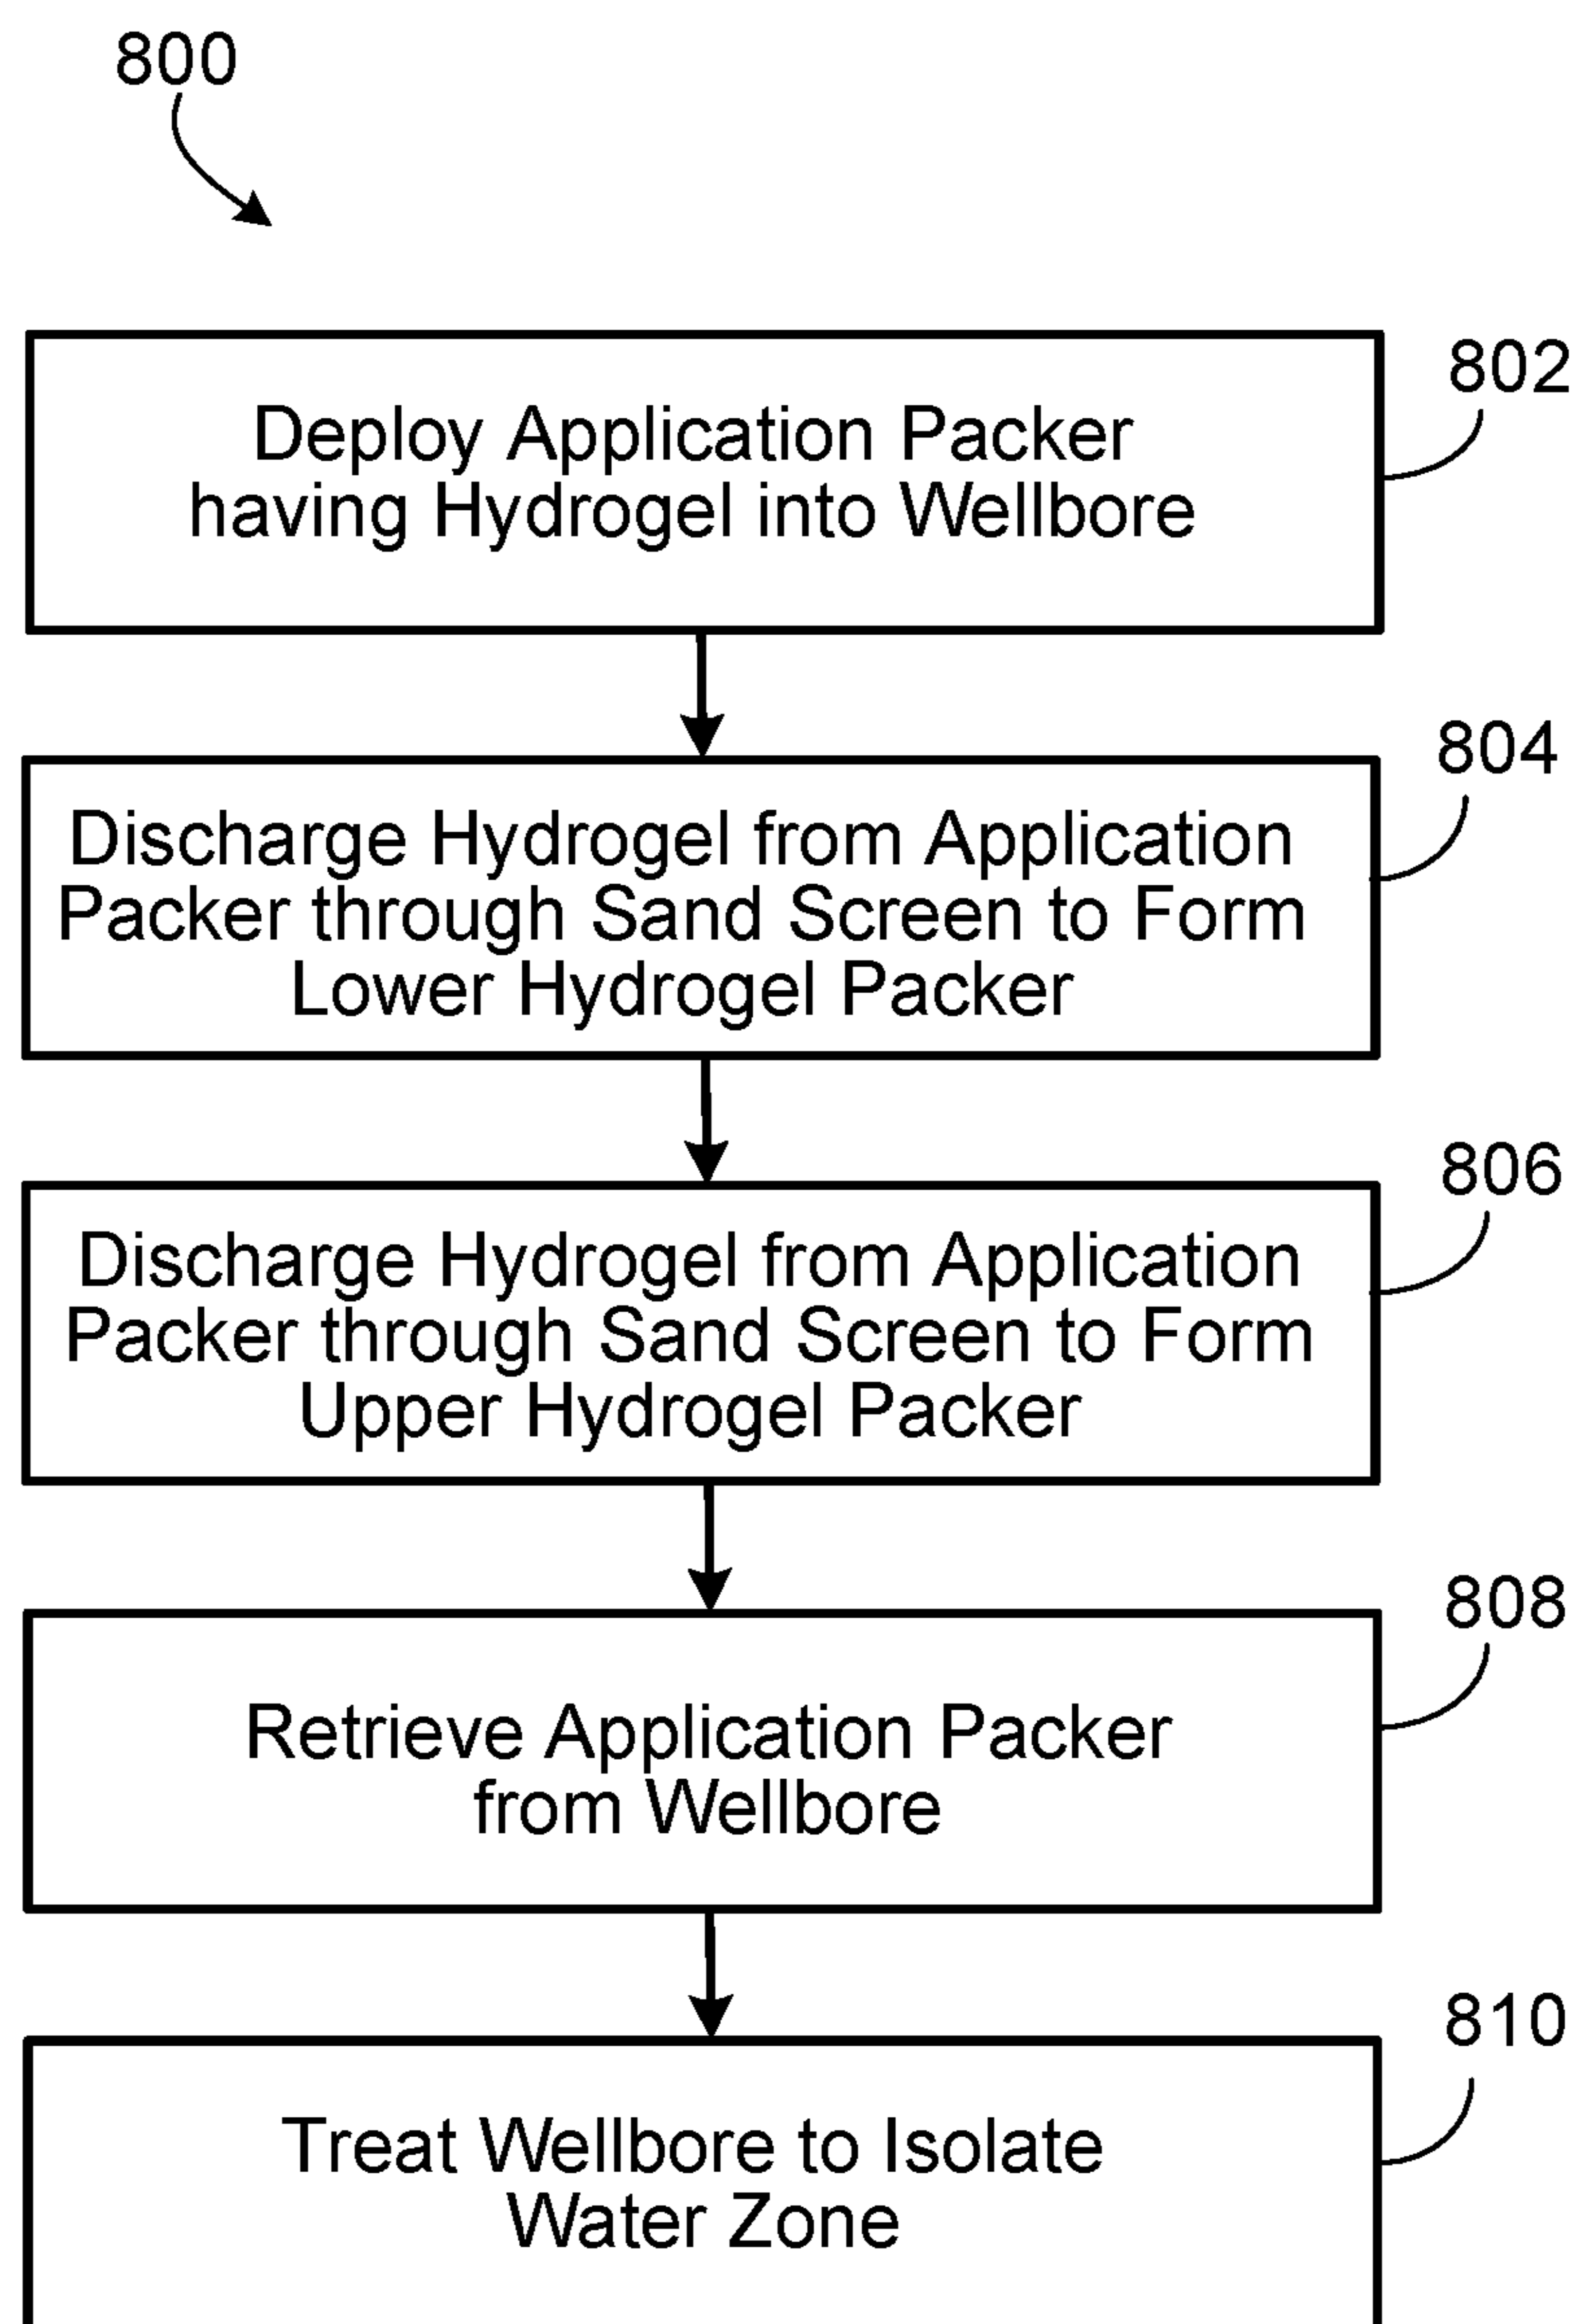 800
802
Deploy Application Packer
having Hydrogel into Wellbore
804
Discharge Hydrogel from Application
Packer through Sand Screen to Form
Lower Hydrogel Packer
806
Discharge Hydrogel from Application
Packer through Sand Screen to Form
Upper Hydrogel Packer
808
Retrieve Application Packer
from Wellbore
810
Treat Wellbore to Isolate
Water Zone